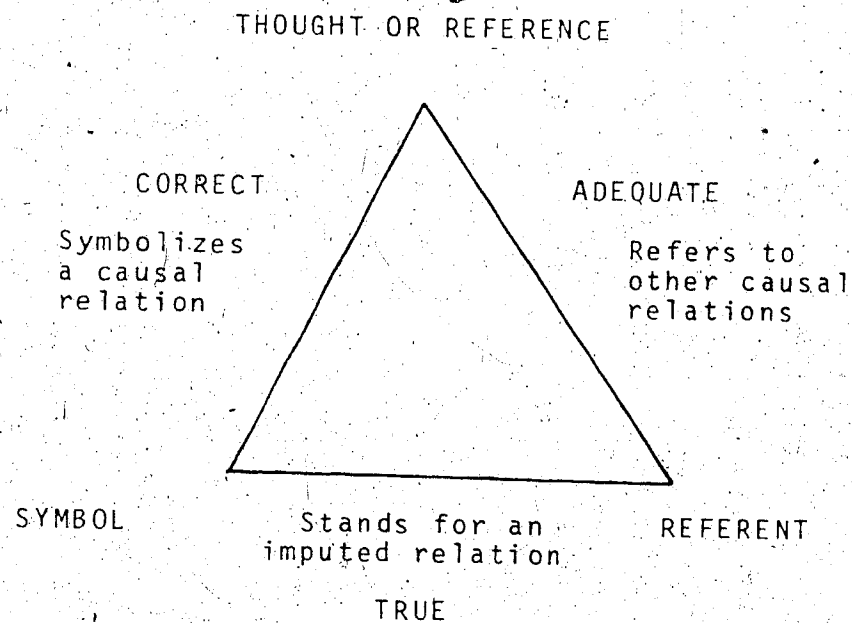 THOUGHT OR REFERENCE
CORRECT
ADEQUATE
Symbolizes
a causal
relation
Refers to
other causal
relations
SYMBOL
Stands for an
imputed relation
REFERENT
TRUE